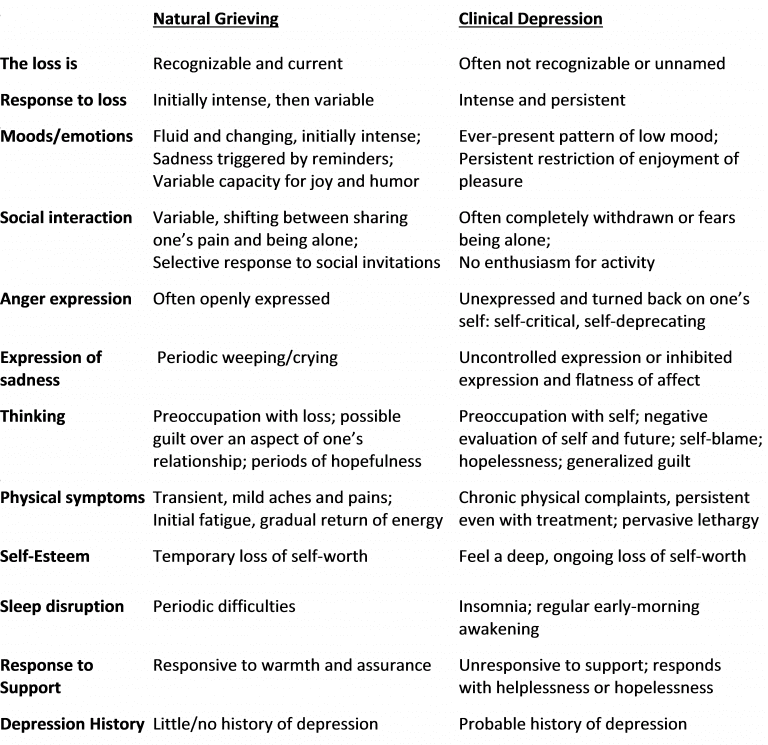 Natural Grieving Clinical Depression
The loss is Recognizable and current Often not recognizable or unnamed
Response to loss Initially intense, then variable Intense and persistent
Moods/emotions Fluid and changing, initially intense; Ever-present pattern of low mood;
Sadness triggered by reminders; Persistent restriction of enjoyment of
Variable capacity for joy and humor pleasure
Social interaction Variable, shifting between sharing Often completely withdrawn or fears
one's pain and being alone; being alone;
Selective response to social invitations No enthusiasm for activity
Anger expression Often openly expressed Unexpressed and turned back on one's
self: self-critical, self-deprecating
Expression of Periodic weeping/crying Uncontrolled expression or inhibited
sadness expression and flatness of affect
Thinking Preoccupation with loss; possible Preoccupation with self; negative
guilt over an aspect of one's evaluation of self and future; self-blame;
relationship; periods of hopefulness hopelessness; generalized guilt
Physical symptoms Transient, mild aches and pains; Chronic physical complaints, persistent
Initial fatigue, gradual return of energy even with treatment; pervasive lethargy
Self-Esteem Temporary loss of self-worth Feel a deep, ongoing loss of self-worth
Sleep disruption Periodic difficulties Insomnia; regular early-morning
awakening
Response to Responsive to warmth and assurance Unresponsive to support; responds
Support with helplessness or hopelessness
Depression History Little/no history of depression Probable history of depression